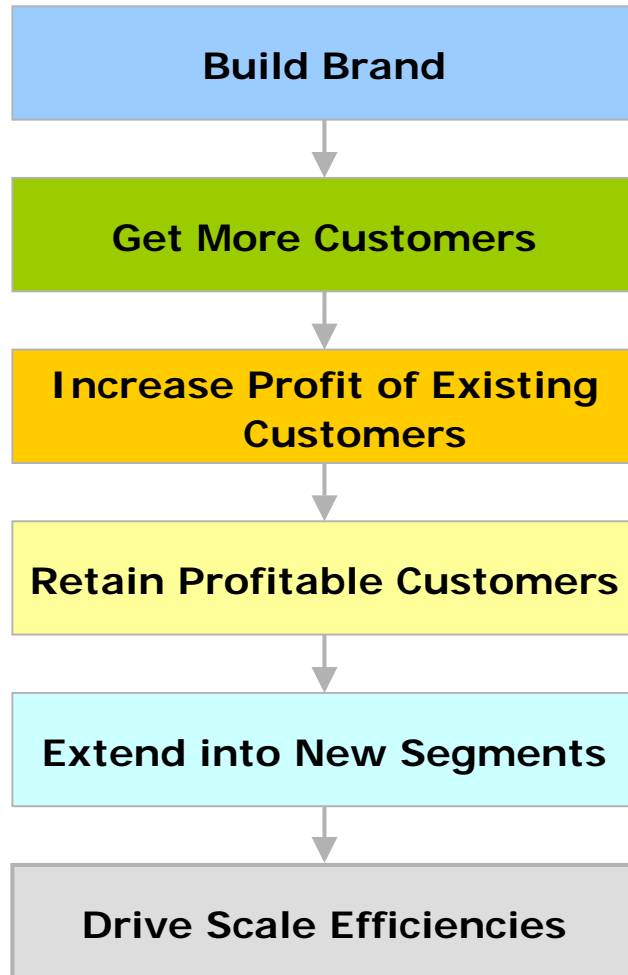 Build Brand
Get More Customers
Increase Profit of Existing
Customers
Retain Profitable Customers
Extend into New Segments
Drive Scale Efficiencies